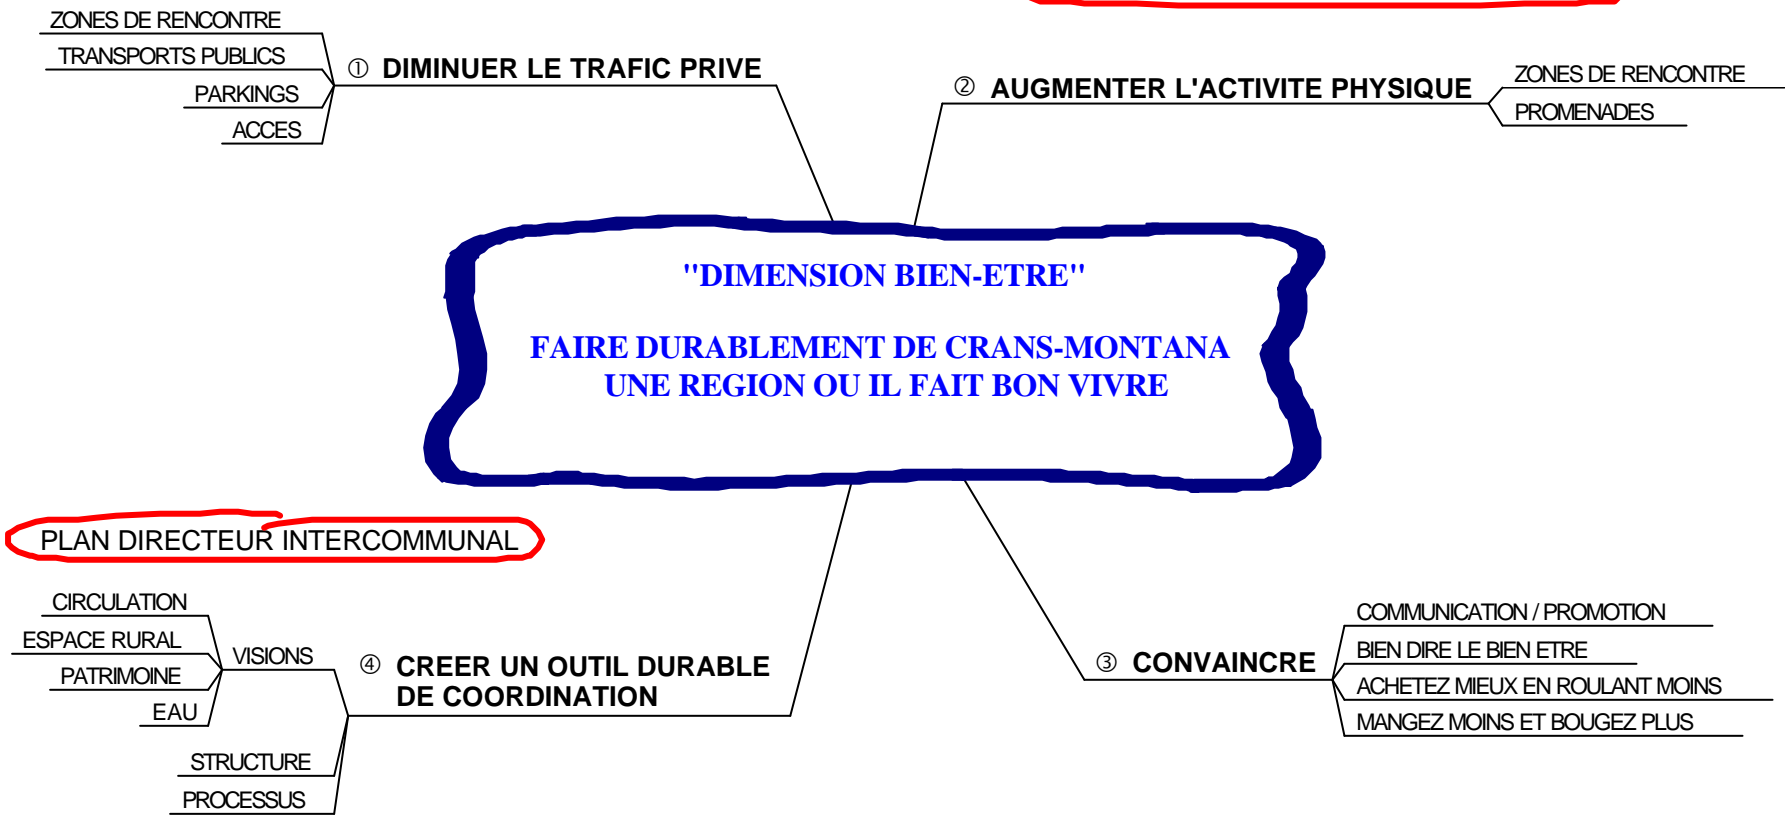 ZONES DE RENCONTRE
TRANSPORTS PUBLICS
PARKINGS
ACCES
① DIMINUER LE TRAFIC PRIVE
② AUGMENTER L'ACTIVITE PHYSIQUE
ZONES DE RENCONTRE
PROMENADES
"DIMENSION BIEN-ETRE"
FAIRE DURABLEMENT DE CRANS-MONTANA
UNE REGION OU IL FAIT BON VIVRE
PLAN DIRECTEUR INTERCOMMUNAL
CIRCULATION
ESPACE RURAL
PATRIMOINE
EAU
VISIONS
STRUCTURE
PROCESSUS
④ CREER UN OUTIL DURABLE
DE COORDINATION
③ CONVAINCRE
COMMUNICATION / PROMOTION
BIEN DIRE LE BIEN ETRE
ACHETEZ MIEUX EN ROULANT MOINS
MANGEZ MOINS ET BOUGEZ PLUS